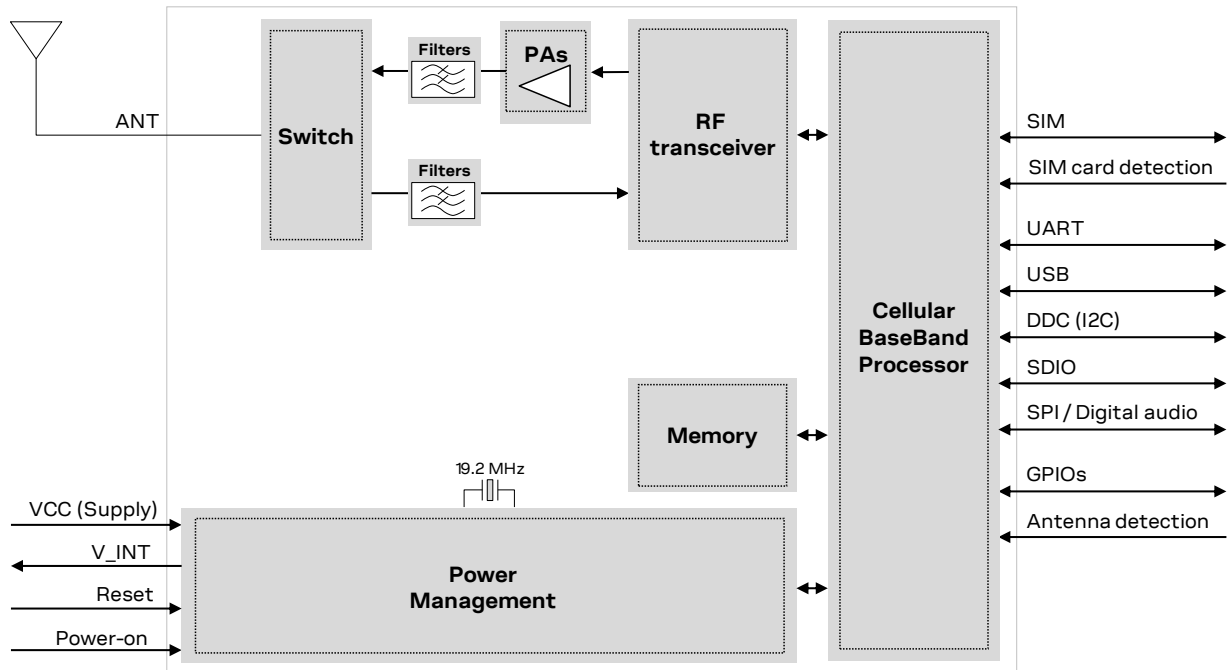 Filters
PAs
ANT
Switch
RF
transceiver
Filters
SIM
SIM card detection
UART
USB
Cellular
BaseBand
Processor
DDC (I2C)
SDIO
SPI / Digital audio
Memory
19.2 MHz
GPIOs
VCC (Supply)
Antenna detection
V_INT
Power
Management
Reset
Power-on